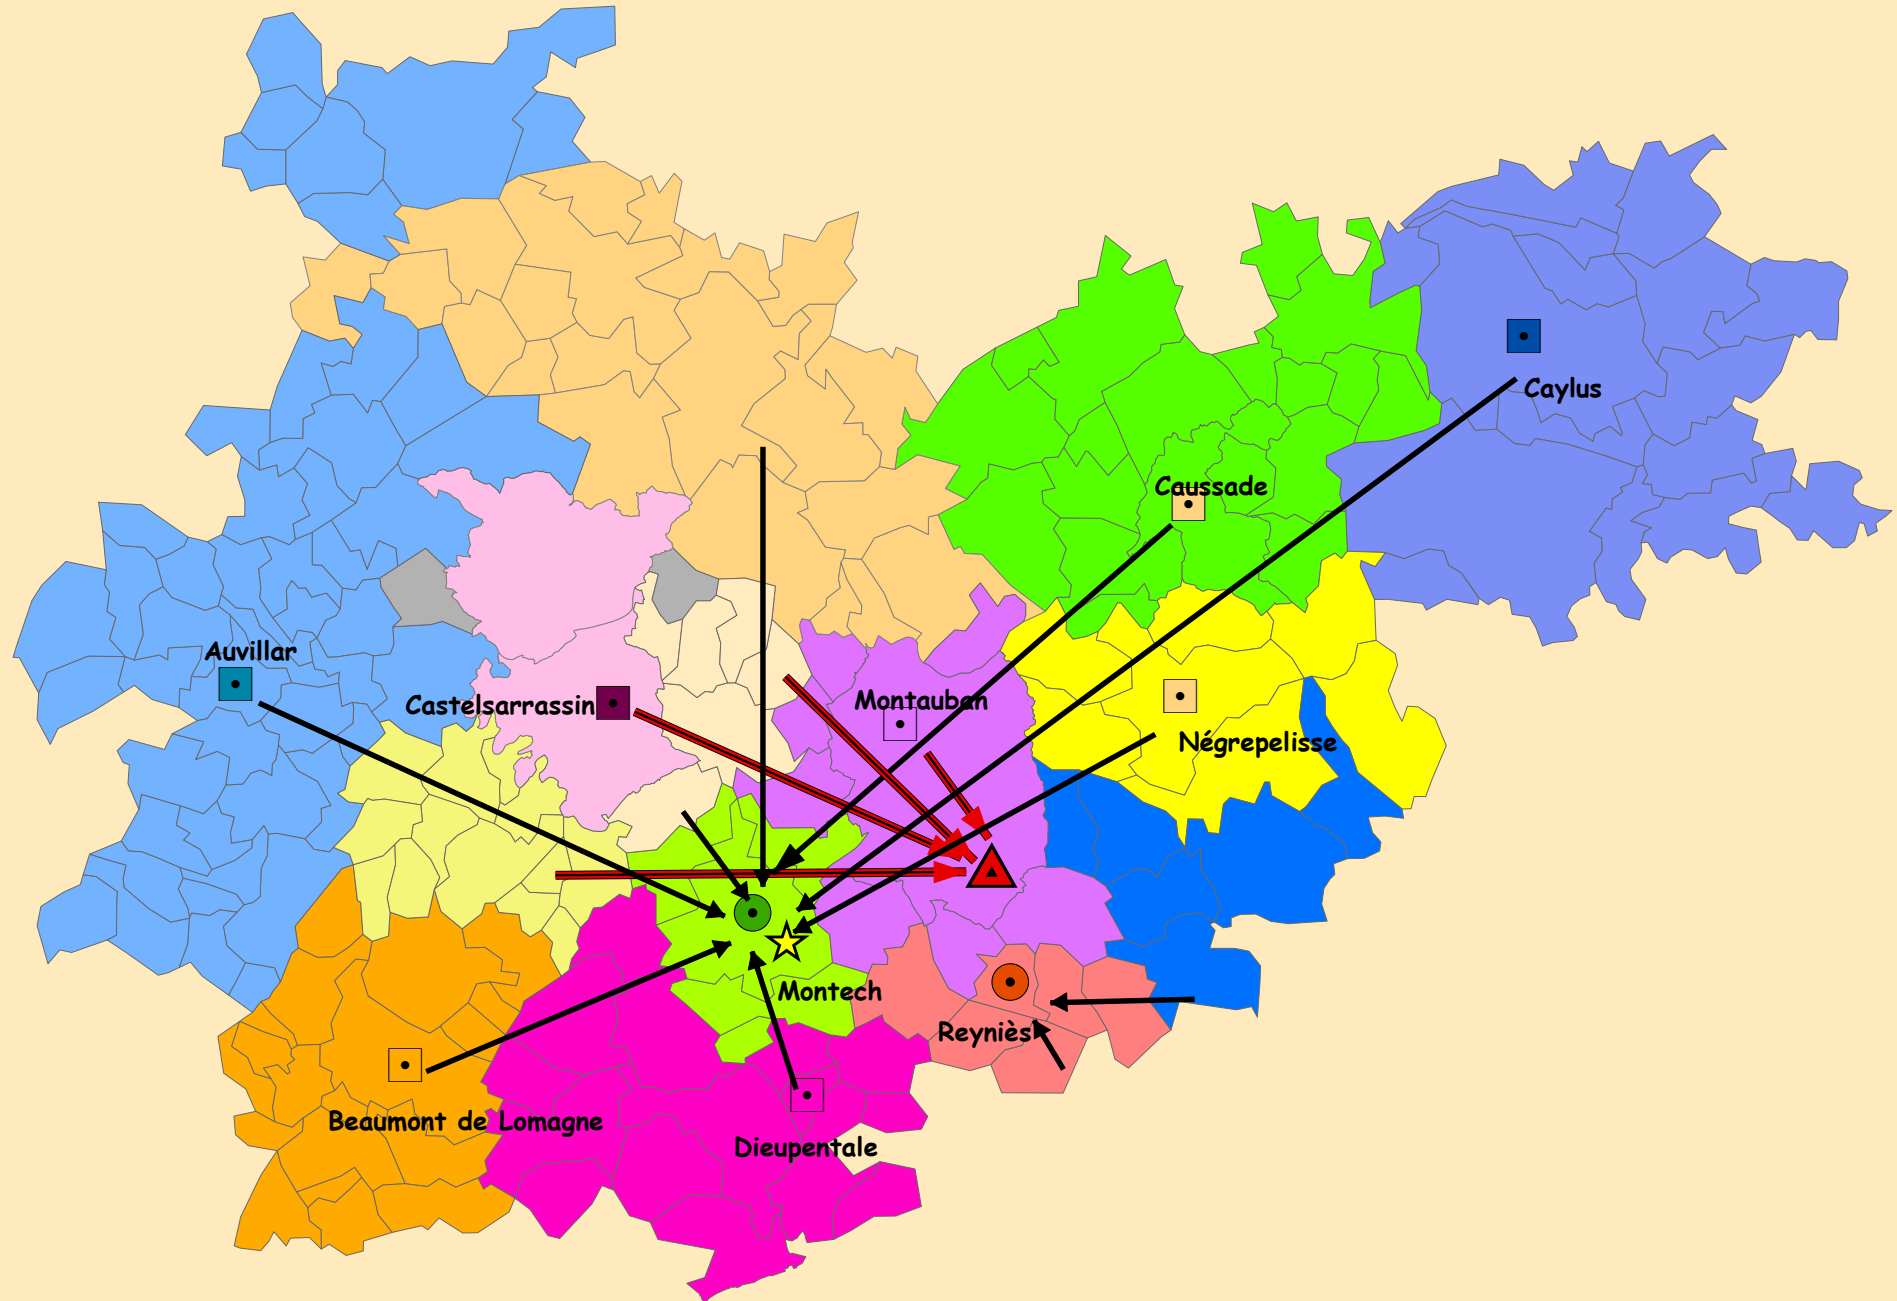 Caylus
Caussade
Auvillar
Castelsarrassin
Montauban
Négrepelisse
Montech
Reyniès
Beaumont de Lomagne
Dieupentale